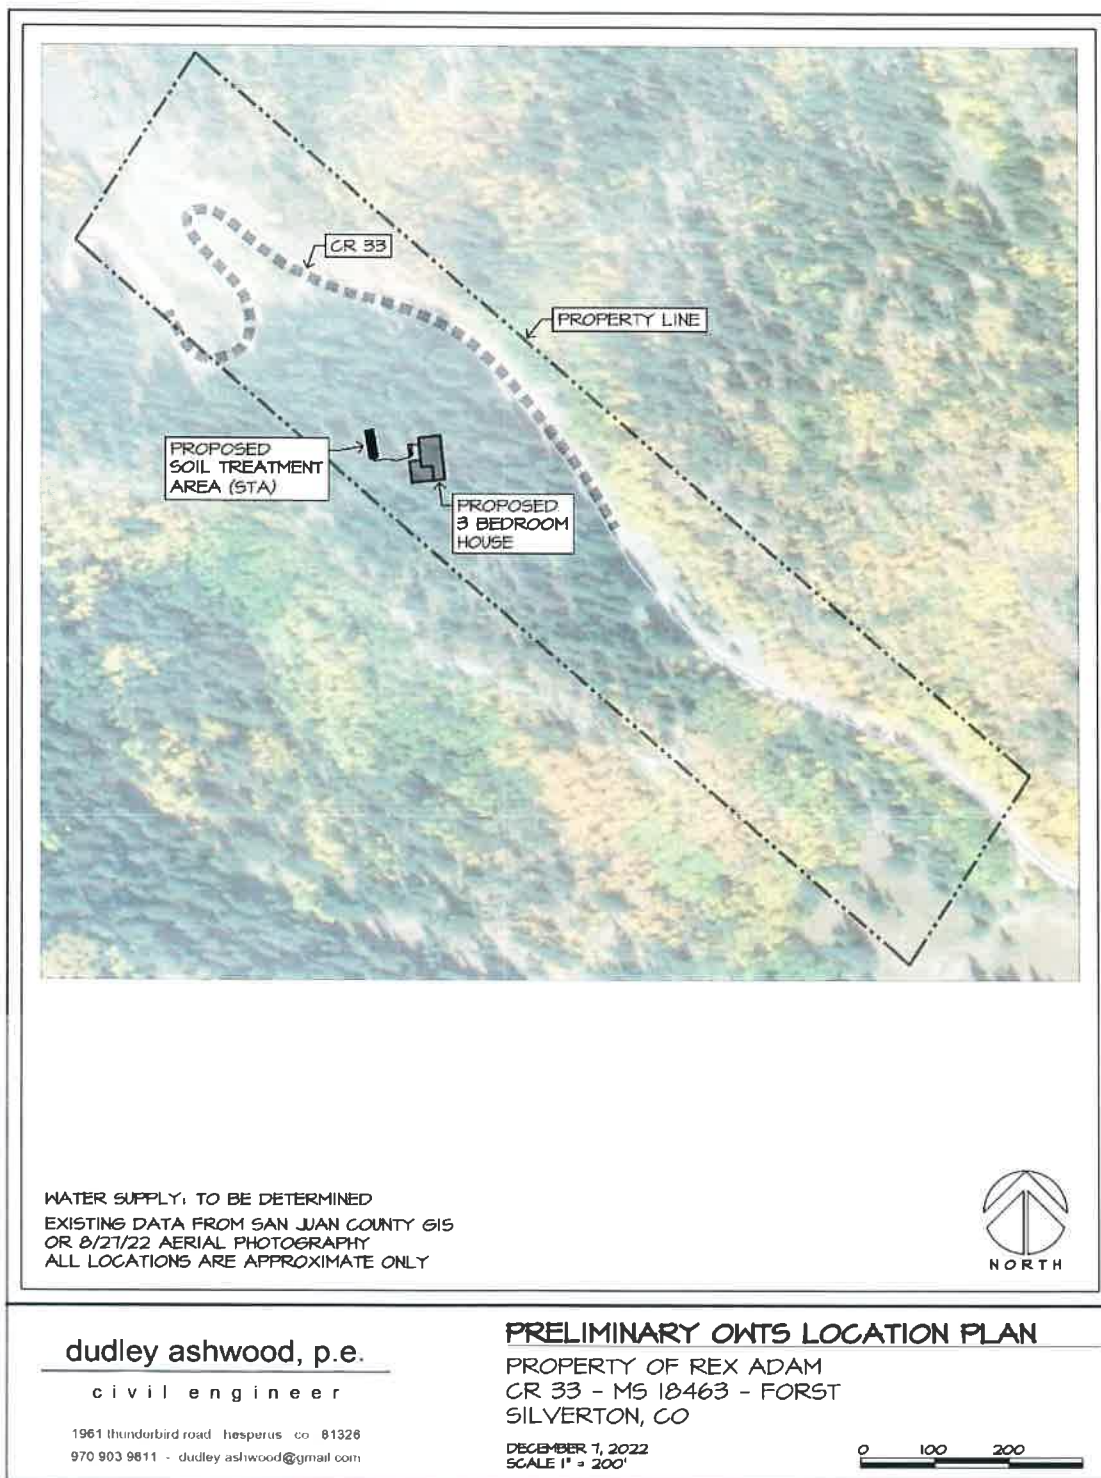 CR 33
PROPERTY LINE
PROPOSED
SOIL TREATMENT
AREA (STA)
PROPOSED
3 BEDROOM
HOUSE
WATER SUPPLY: TO BE DETERMINED
EXISTING DATA FROM SAN JUAN COUNTY GIS
OR 8/27/22 AERIAL PHOTOGRAPHY
ALL LOCATIONS ARE APPROXIMATE ONLY
NORTH
dudley ashwood, p.e.
civil engineer
1961 thunderbird road hesperus co 81326
970 903 9811 - dudley ashwood@gmail com
PRELIMINARY OWTS LOCATION PLAN
PROPERTY OF REX ADAM
CR 33 - MS 18463 - FORST
SILVERTON, CO
DECEMBER 7, 2022
SCALE 1" = 200'
0 100 200